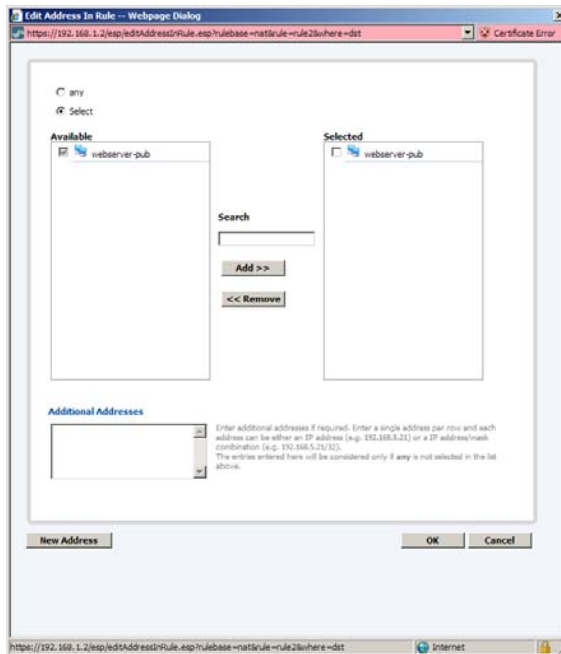 Edit Address In Rule -- Webpage Dialog
https://192.168.1.2/esp/editAddressInRule.esp?rulebase=nat&rule=rule2&where=dst
Certificate Error
any
Select
Available
Selected
webserver-pub
webserver-pub
Search
Add >>
<< Remove
Additional Addresses
Enter additional addresses if required. Enter a single address per row and each
address can be either an IP address (e.g. 192.168.5.21) or a IP address/mask
combination (e.g. 192.168.5.21/32).
The entries entered here will be considered only if any is not selected in the list
above.
New Address
OK
Cancel
https://192.168.1.2/esp/editAddressInRule.esp?rulebase=nat&rule=rule2&where=dst
Internet